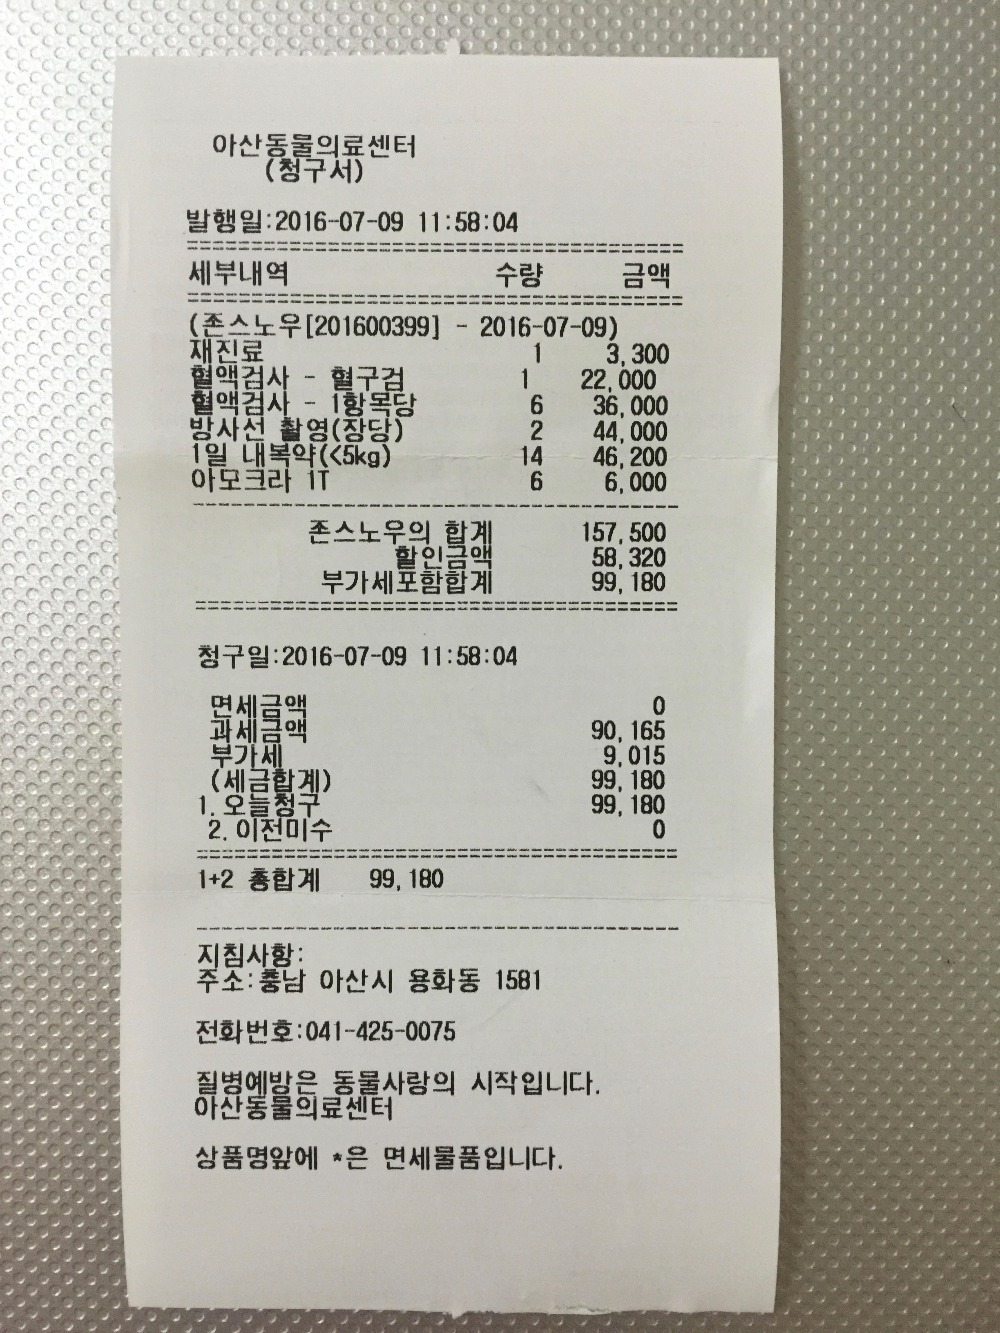 아산동물의료센터
(청구서)
발행일:2016-07-09 11:58:04
========================================
세부내역 수량 금액
========================================
(존스노우[201600399] - 2016-07-09)
재진료 1 3,300
혈액검사 - 혈구검 1 22,000
혈액검사 - 1항목당 6 36,000
방사선 촬영(장당) 2 44,000
1일 내복약(<5kg) 14 46,200
아모크라 1T 6 6,000
----------------------------------------
존스노우의 합계 157,500
할인금액 58,320
부가세포함합계 99,180
========================================
청구일:2016-07-09 11:58:04
면세금액 0
과세금액 90,165
부가세 9,015
(세금합계) 99,180
1. 오늘청구 99,180
2. 이전미수 0
========================================
1+2 총합계 99,180
----------------------------------------
지침사항:
주소:충남 아산시 용화동 1581
전화번호:041-425-0075
질병예방은 동물사랑의 시작입니다.
아산동물의료센터
상품명앞에 *은 면세물품입니다.